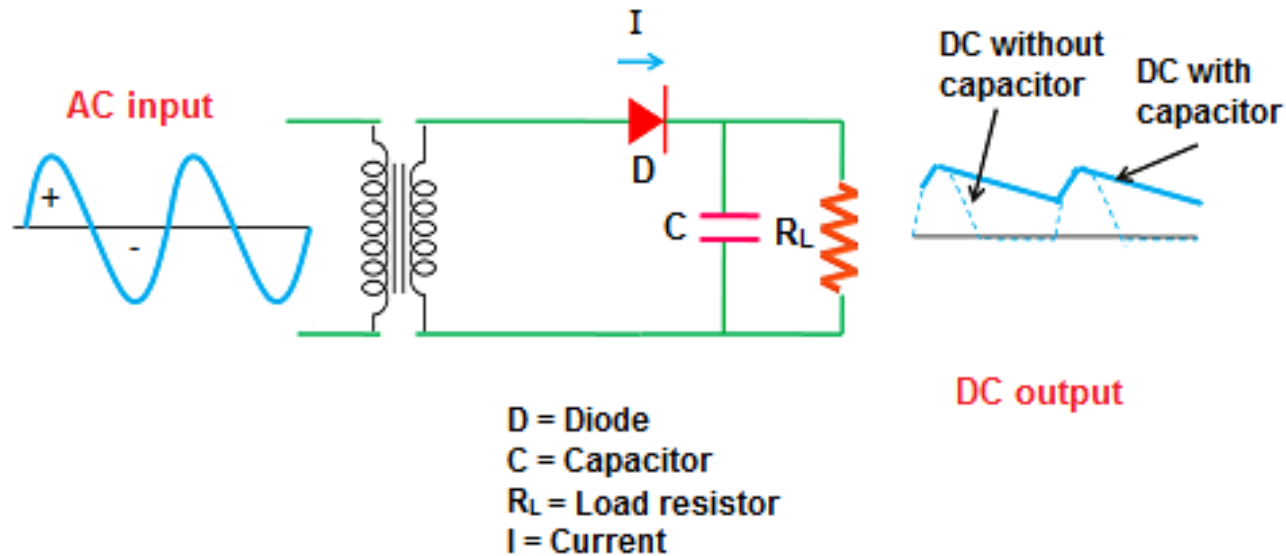 I
DC without
capacitor
DC with
capacitor
AC input
+
-
D
C
RL
DC output
D = Diode
C = Capacitor
RL = Load resistor
I = Current